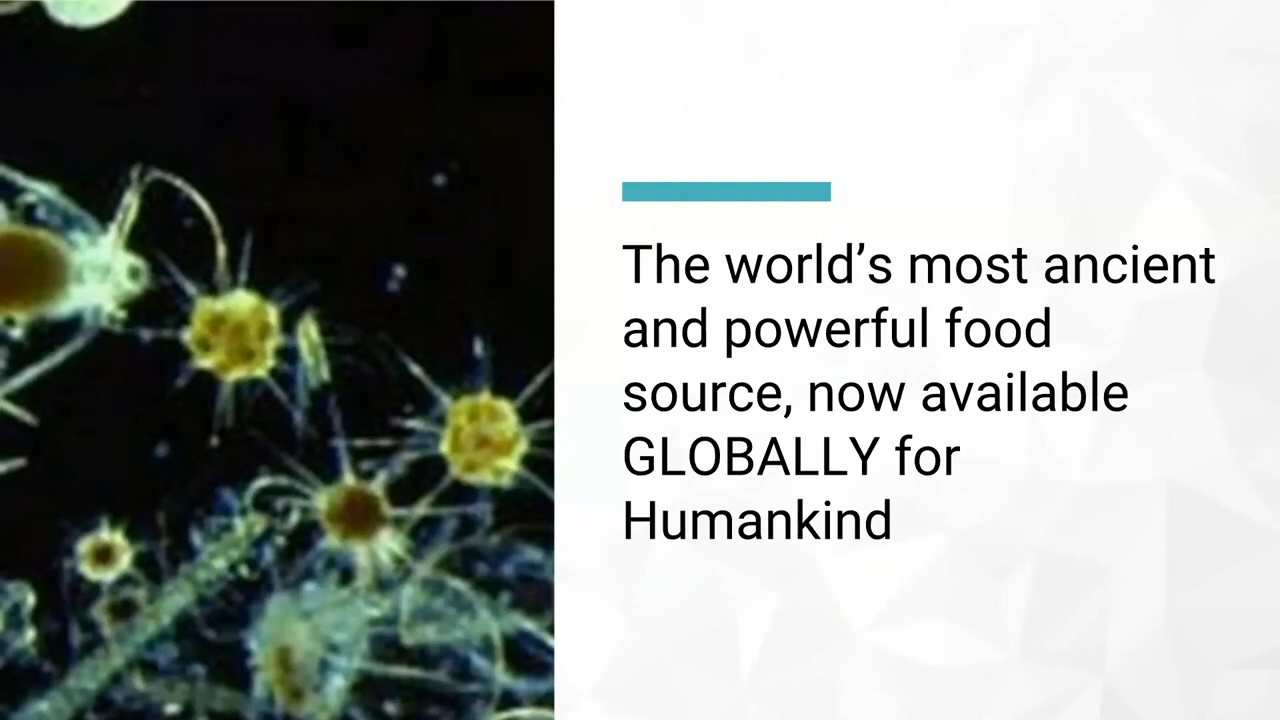 The world’s most ancient
and powerful food
source, now available
GLOBALLY for
Humankind